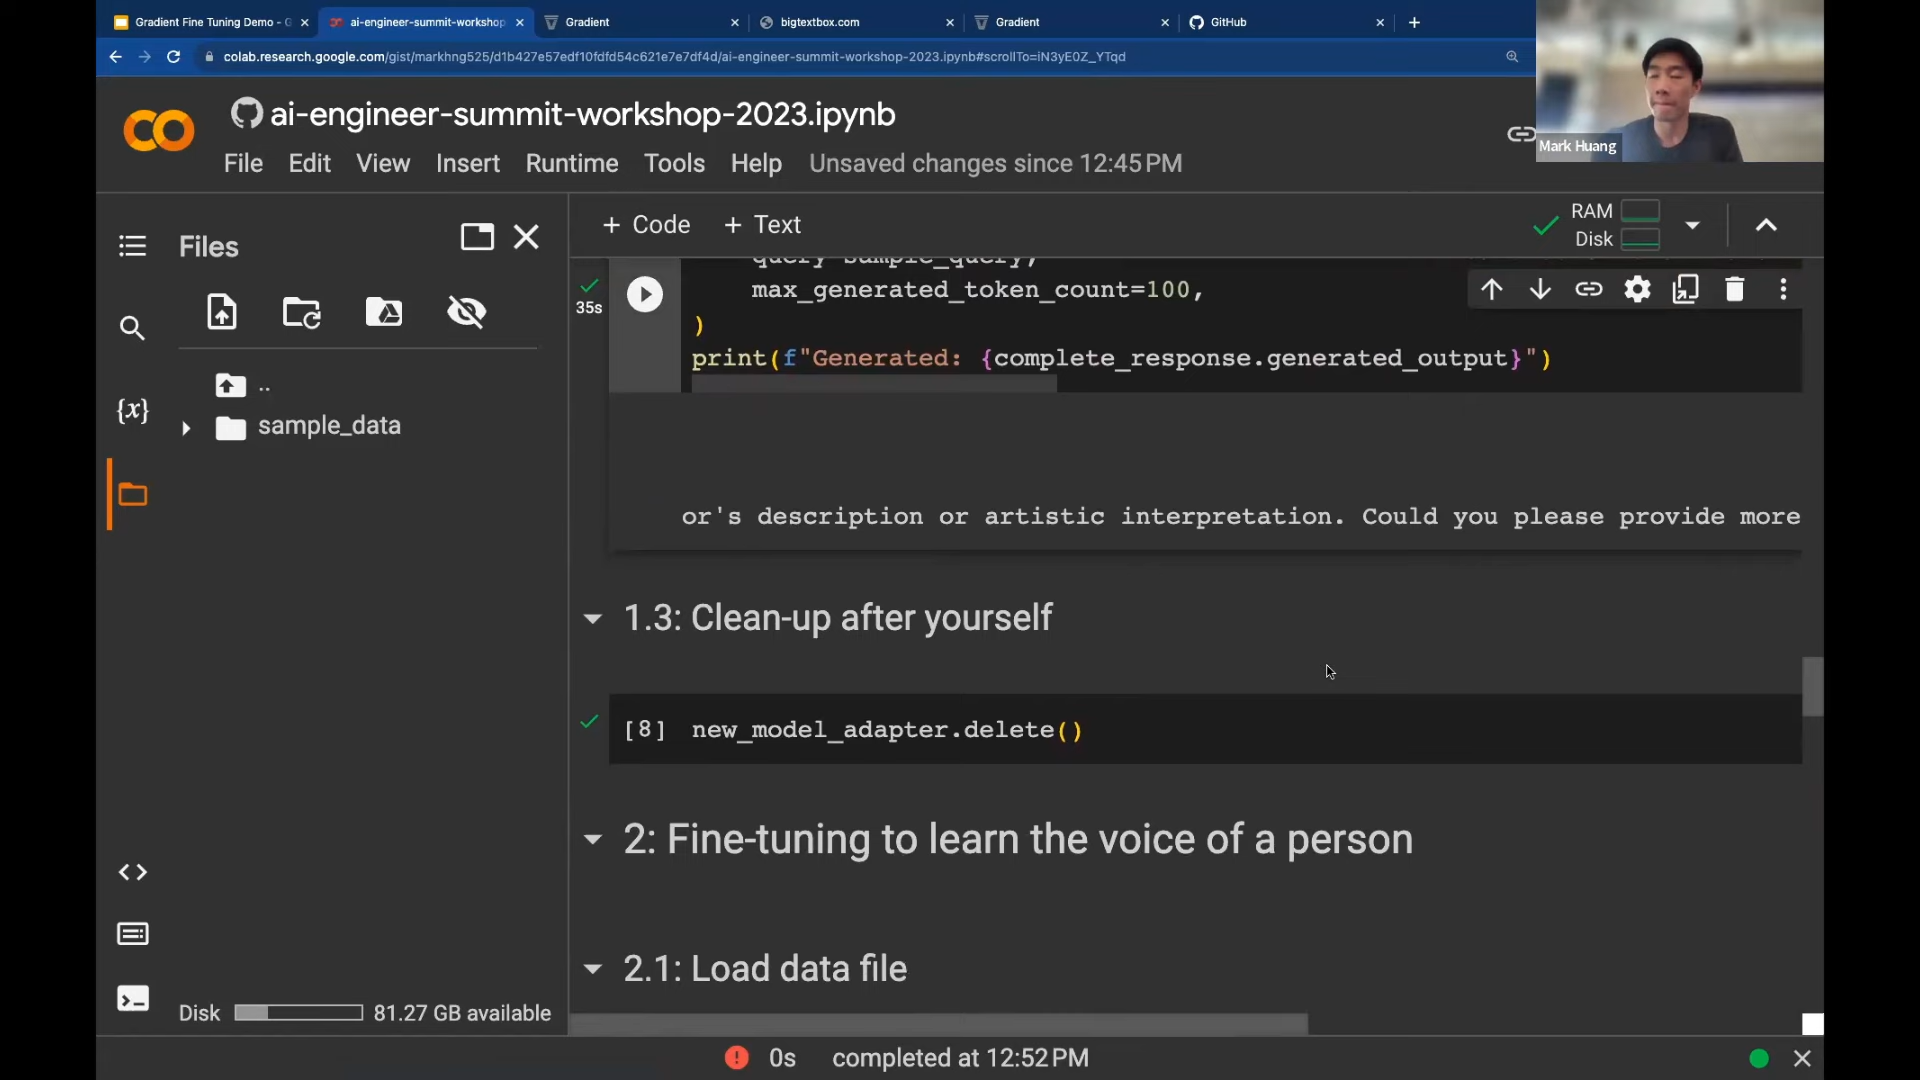 Gradient Fine Tuning Demo - G
ai-engineer-summit-workshop
Gradient
bigtextbox.com
Gradient
GitHub
colab.research.google.com/gist/markhng525/d1b427e57edf10fdfd54c621e7e7df4d/ai-engineer-summit-workshop-2023.ipynb#scrollTo=iN3yE0Z_YTqd
ai-engineer-summit-workshop-2023.ipynb
Mark Huang
File Edit View Insert Runtime Tools Help Unsaved changes since 12:45 PM
Files
+ Code + Text
RAM
Disk
..
sample_data
{x}
35s
query=sample_query,
max_generated_token_count=100,
)
print(f"Generated: {complete_response.generated_output}")
or's description or artistic interpretation. Could you please provide more
1.3: Clean-up after yourself
[8] new_model_adapter.delete()
2: Fine-tuning to learn the voice of a person
2.1: Load data file
Disk 81.27 GB available
0s completed at 12:52 PM